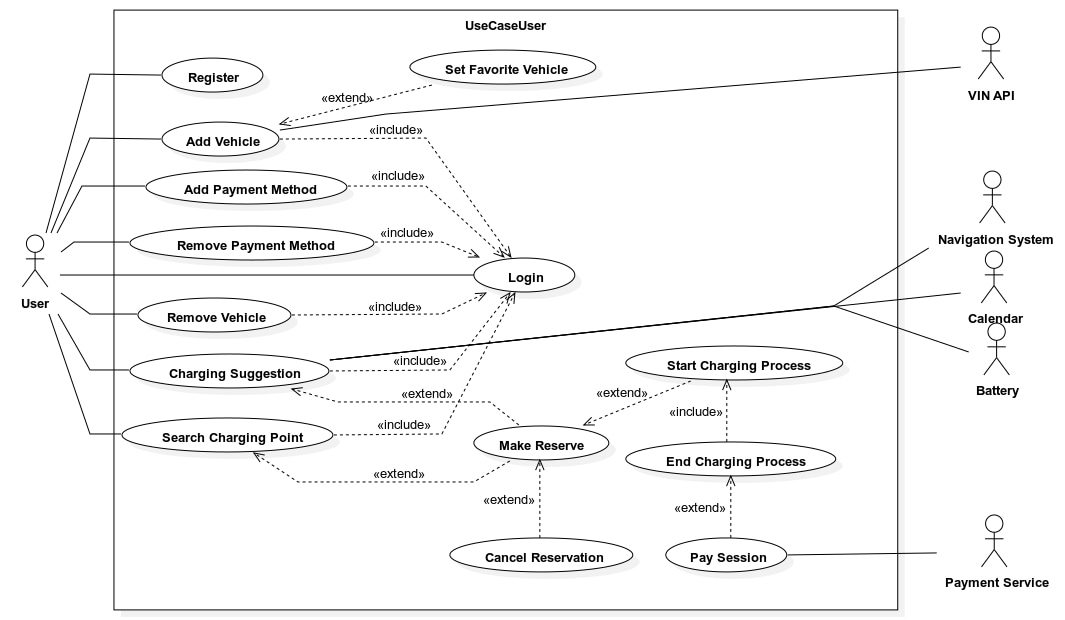 UseCaseUser
Register
Set Favorite Vehicle
VIN API
«extend»
«include»
Add Vehicle
«include»
Add Payment Method
«include»
Remove Payment Method
Navigation System
Login
User
«include»
Remove Vehicle
Calendar
«include»
Charging Suggestion
Start Charging Process
Battery
«extend»
«extend»
«include»
«include»
Search Charging Point
Make Reserve
End Charging Process
«extend»
«extend»
«extend»
Cancel Reservation
Pay Session
Payment Service